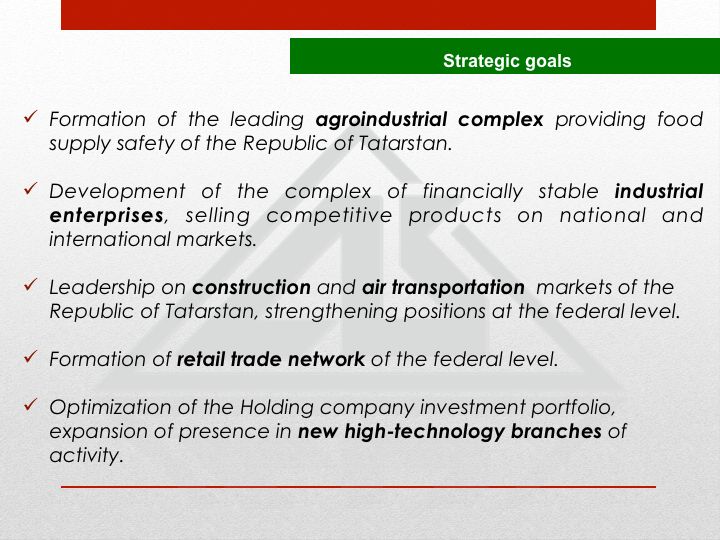 Strategic goals
✓ Formation of the leading agroindustrial complex providing food
supply safety of the Republic of Tatarstan.
✓ Development of the complex of financially stable industrial
enterprises, selling competitive products on national and
international markets.
✓ Leadership on construction and air transportation markets of the
Republic of Tatarstan, strengthening positions at the federal level.
✓ Formation of retail trade network of the federal level.
✓ Optimization of the Holding company investment portfolio,
expansion of presence in new high-technology branches of
activity.